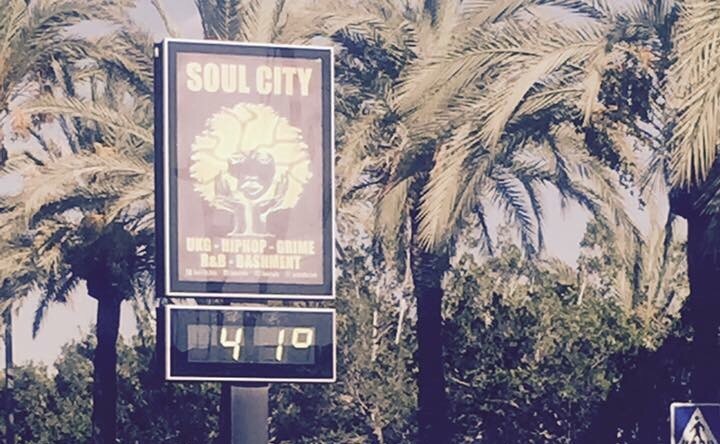 SOUL CITY
UKG - HIPHOP - GRIME
R&B - BASHMENT
41°